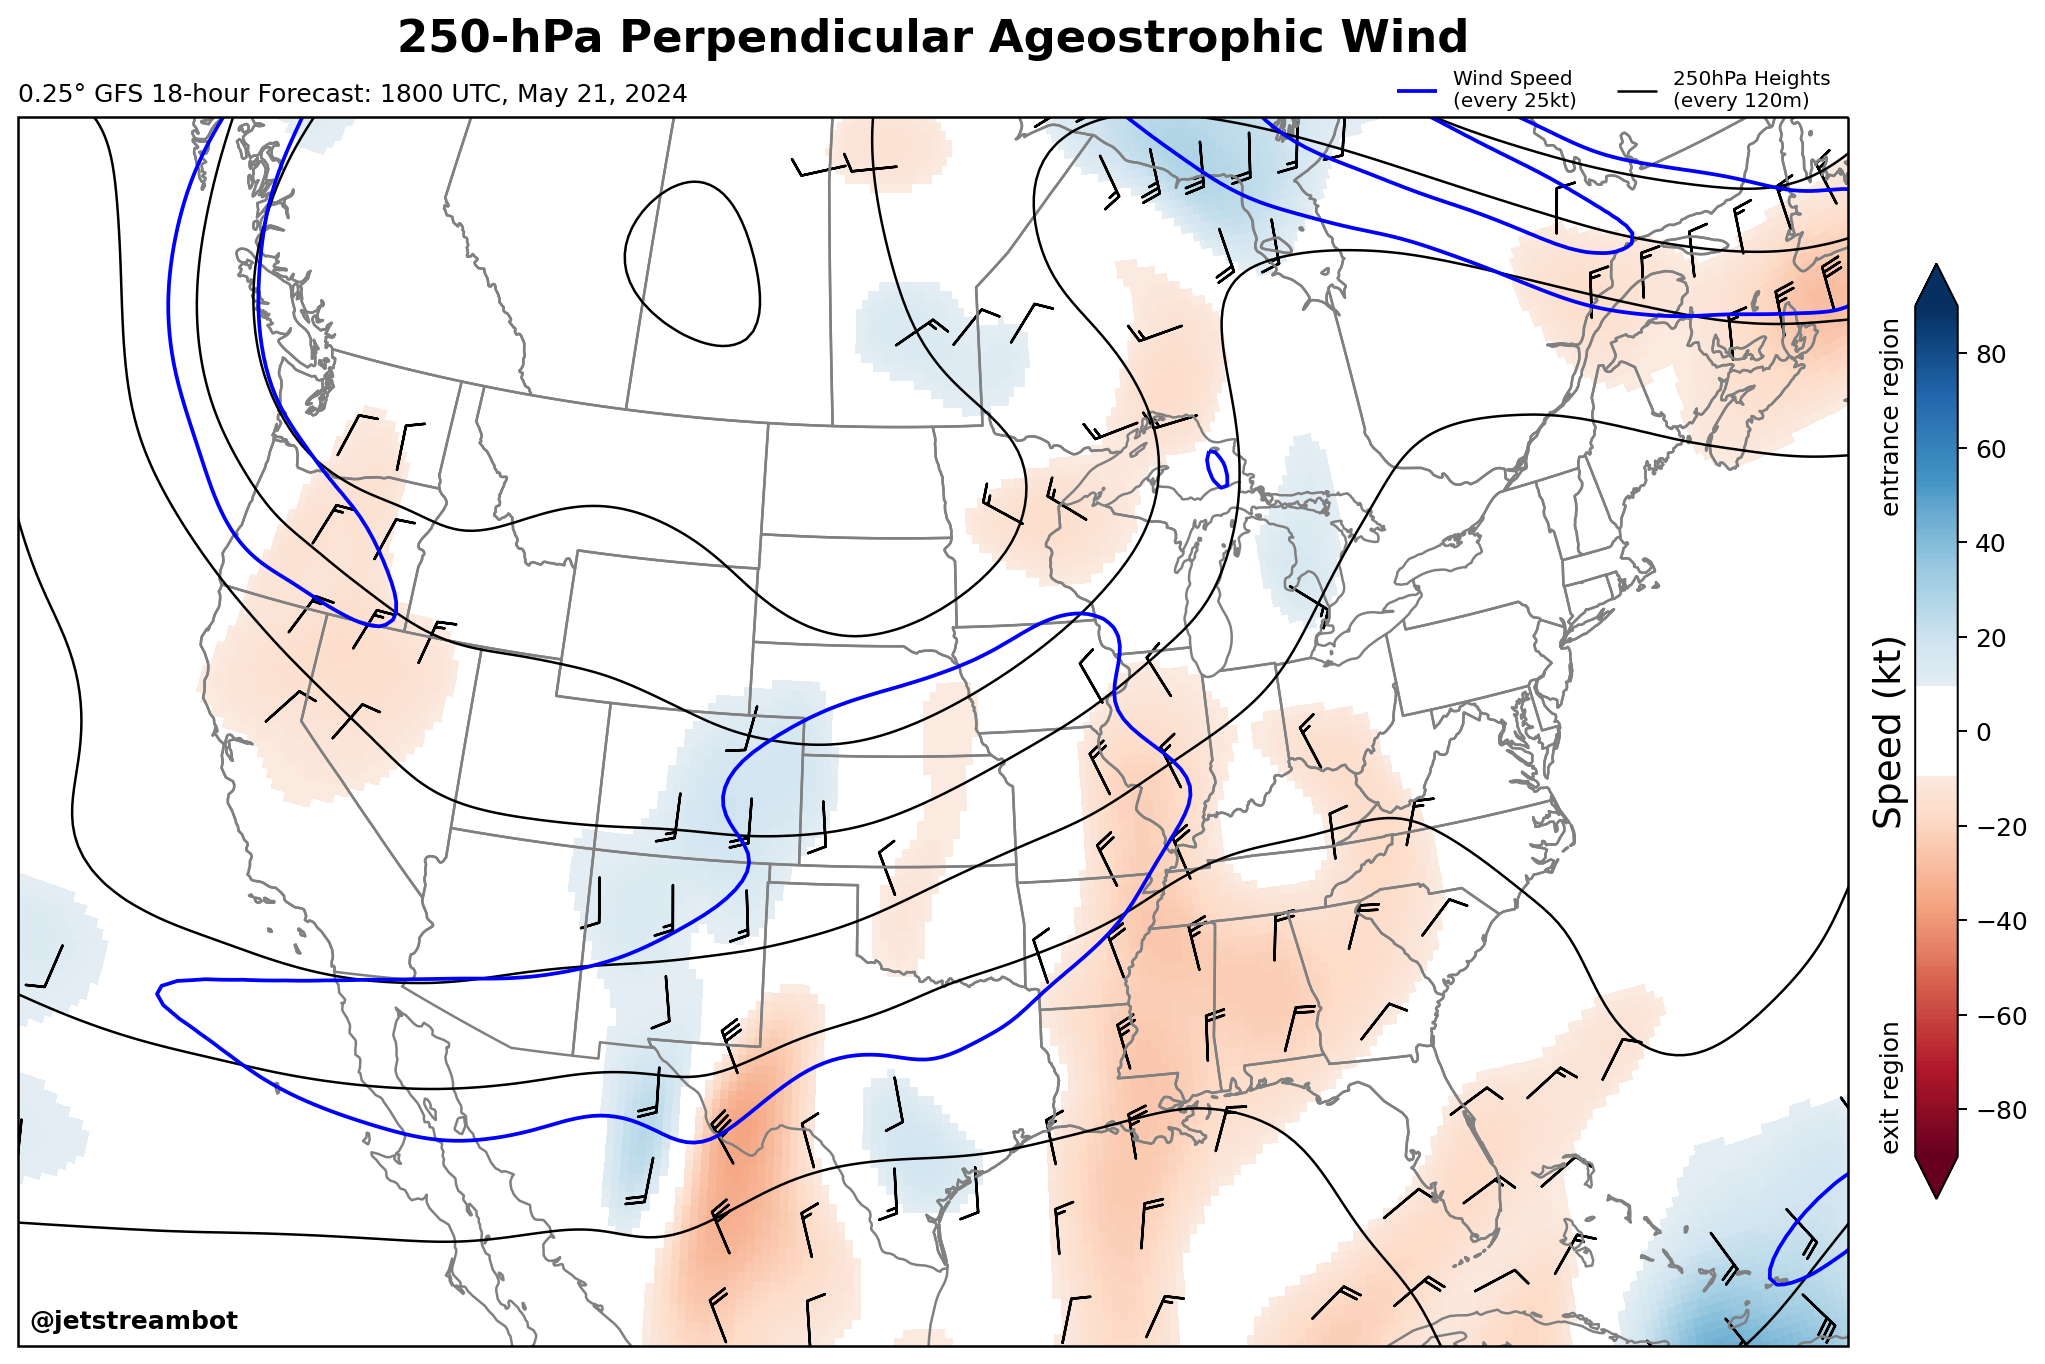 250-hPa Perpendicular Ageostrophic Wind
0.25° GFS 18-hour Forecast: 1800 UTC, May 21, 2024
Wind Speed
(every 25kt)
250hPa Heights
(every 120m)
entrance region
Speed (kt)
exit region
80
60
40
20
0
−20
−40
−60
−80
@jetstreambot